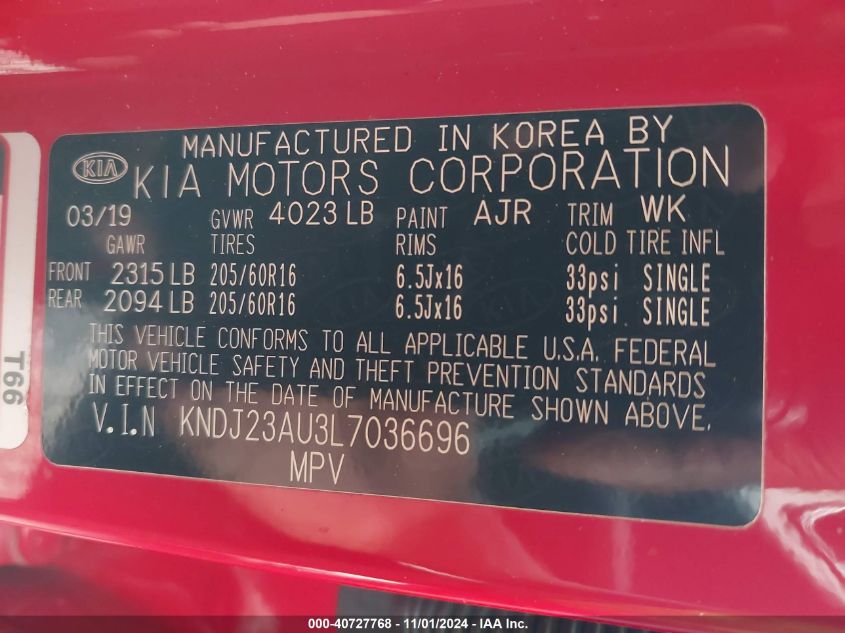 MANUFACTURED IN KOREA BY
KIA KIA MOTORS CORPORATION
03/19 GVWR 4023 LB PAINT AJR TRIM WK
GAWR TIRES RIMS COLD TIRE INFL
FRONT 2315 LB 205/60R16 6.5Jx16 33psi SINGLE
REAR 2094 LB 205/60R16 6.5Jx16 33psi SINGLE
THIS VEHICLE CONFORMS TO ALL APPLICABLE U.S.A. FEDERAL
MOTOR VEHICLE SAFETY AND THEFT PREVENTION STANDARDS
IN EFFECT ON THE DATE OF MANUFACTURE SHOWN ABOVE.
V.I.N KNDJ23AU3L7036696
MPV
T66
000-40727768 - 11/01/2024 - IAA Inc.